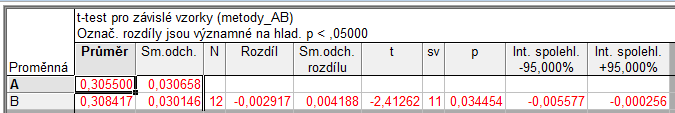 t-test pro závislé vzorky (metody_AB)
Označ. rozdíly jsou významné na hlad. p < ,05000
Proměnná Průměr Sm.odch. N Rozdíl Sm.odch. rozdílu t sv p Int. spolehl. -95,000% Int. spolehl. +95,000%
A 0,305500 0,030658
B 0,308417 0,030146 12 -0,002917 0,004188 -2,41262 11 0,034454 -0,005577 -0,000256